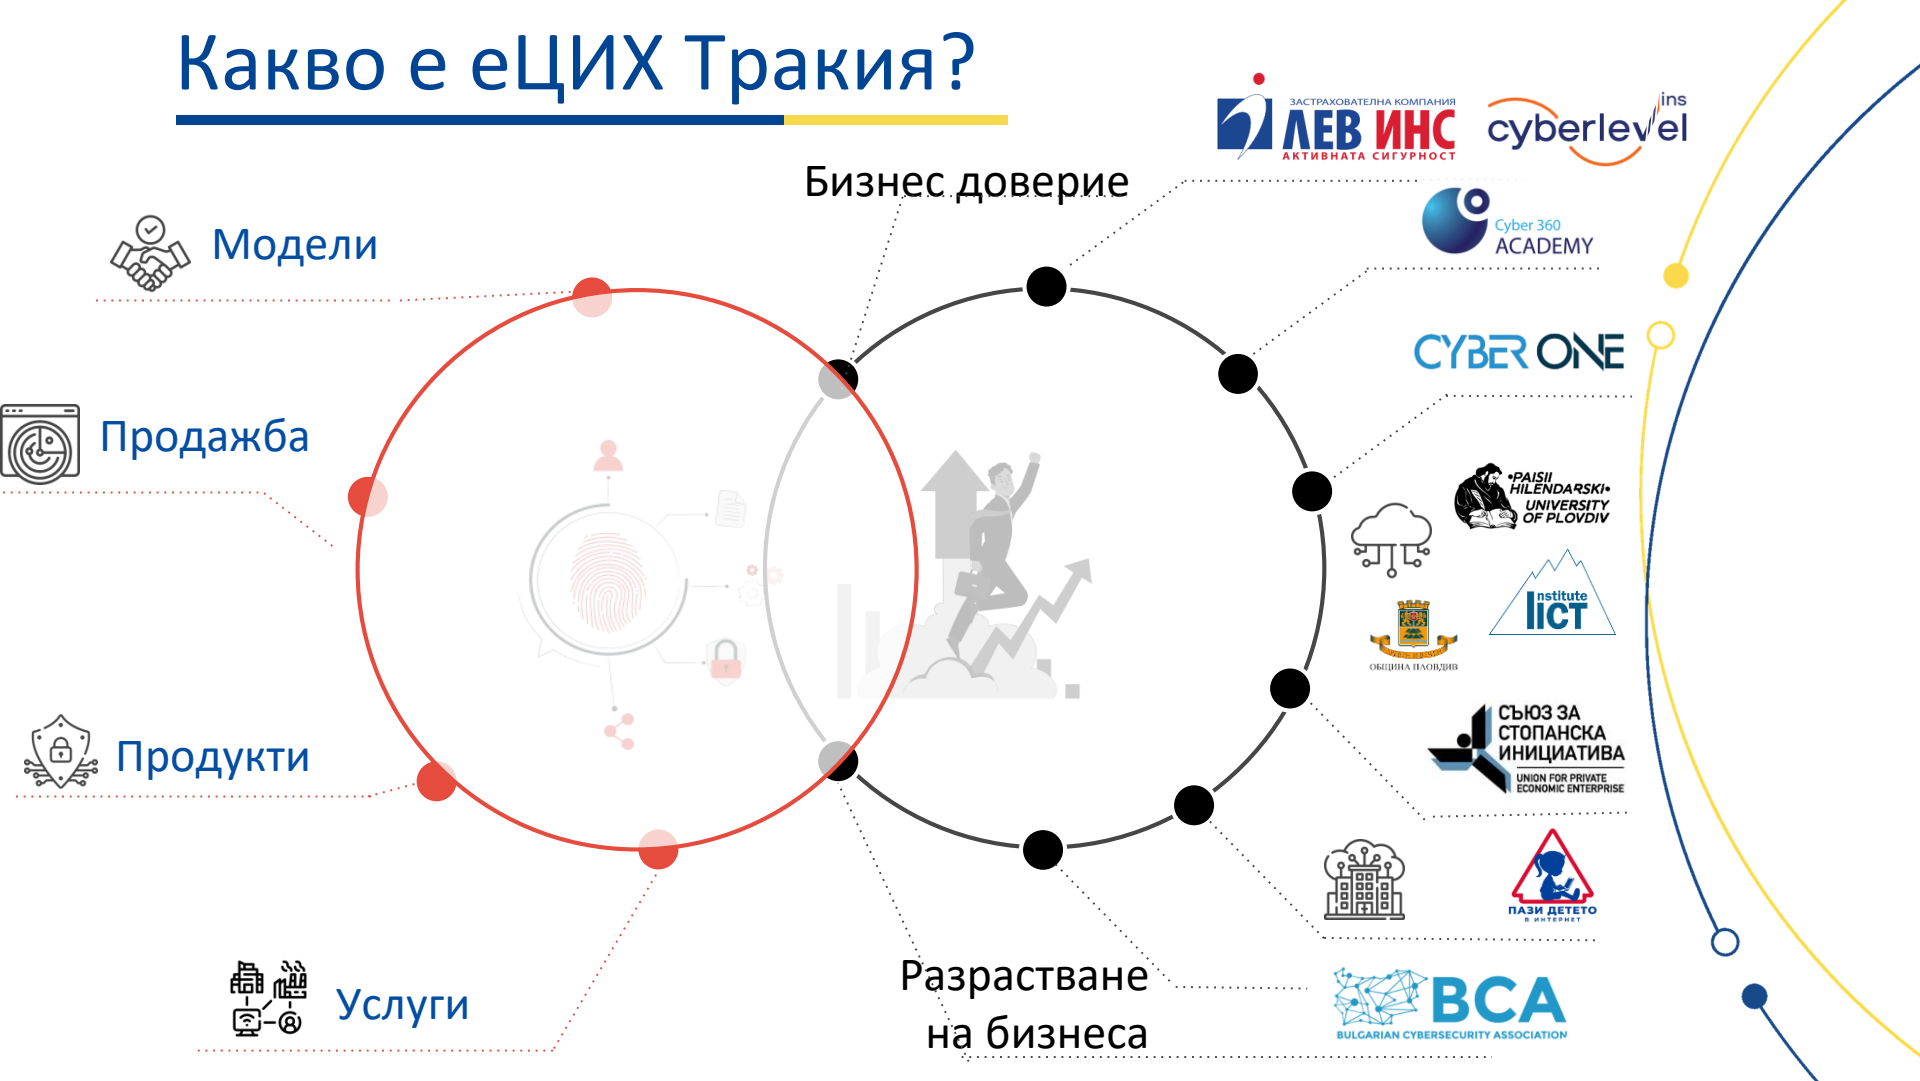 Какво е еЦИХ Тракия?
ЗАСТРАХОВАТЕЛНА КОМПАНИЯ
ЛЕВ ИНС
АКТИВНАТА СИГУРНОСТ
ins
cyberlevel
Бизнес доверие
Cyber 360
ACADEMY
Модели
CYBER ONE
Продажба
•PAISII
HILENDARSKI•
UNIVERSITY
OF PLOVDIV
Institute
IICT
ОБЩИНА ПЛОВДИВ
СЪЮЗ ЗА
СТОПАНСКА
ИНИЦИАТИВА
UNION FOR PRIVATE
ECONOMIC ENTERPRISE
Продукти
ПАЗИ ДЕТЕТО
В ИНТЕРНЕТ
Услуги
Разрастване
на бизнеса
BCA
BULGARIAN CYBERSECURITY ASSOCIATION